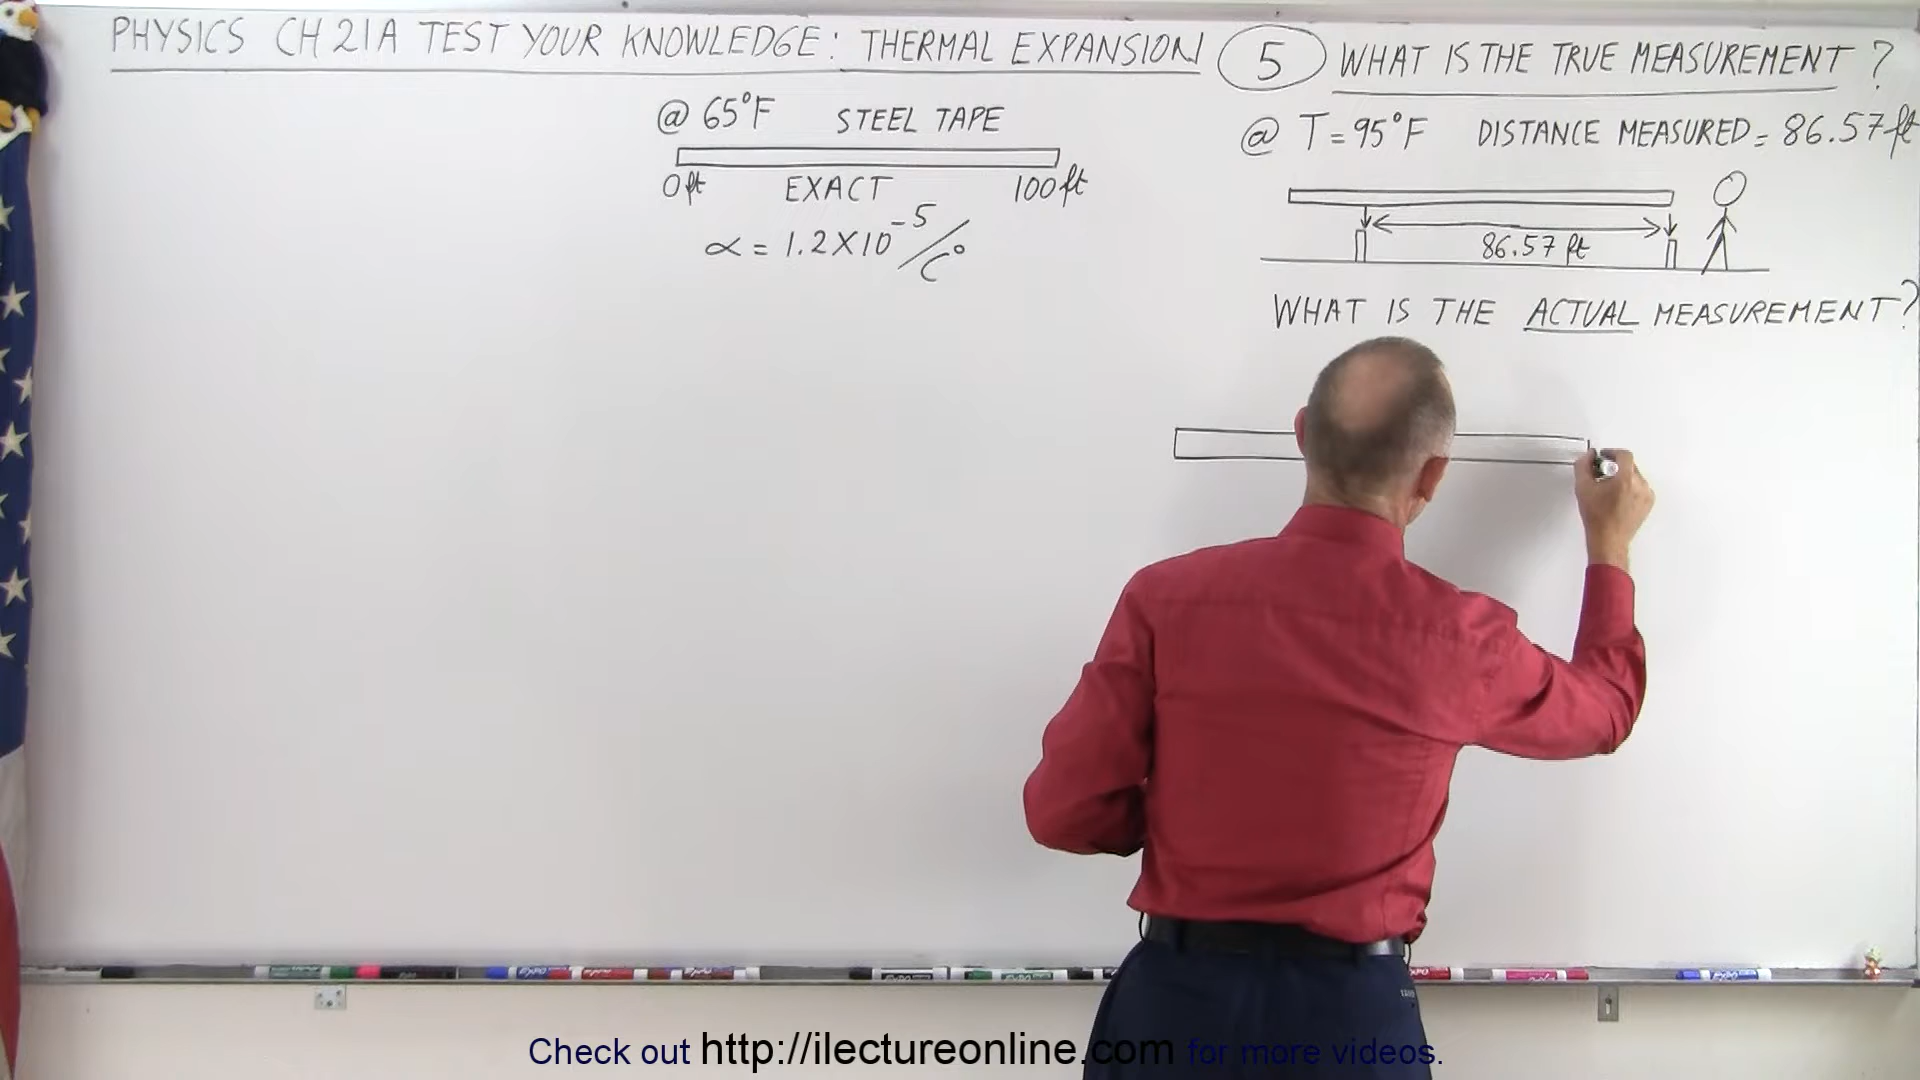 PHYSICS CH 21A TEST YOUR KNOWLEDGE: THERMAL EXPANSION 5 WHAT IS THE TRUE MEASUREMENT?
@ 65°F STEEL TAPE
0 ft EXACT 100 ft
α = 1.2 X 10⁻⁵/C°
@ T = 95°F DISTANCE MEASURED = 86.57 ft
86.57 ft
WHAT IS THE ACTUAL MEASUREMENT?
Check out http://ilectureonline.com for more videos.